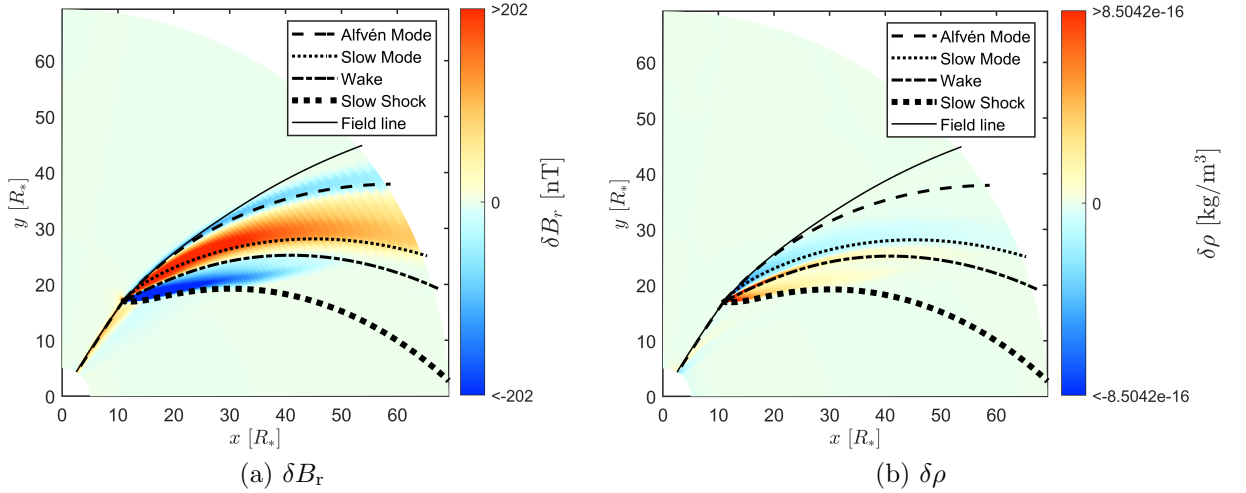 >202
60
50
40
30
20
10
0
0 10 20 30 40 50 60
y [R*]
x [R*]
Alfvén Mode
Slow Mode
Wake
Slow Shock
Field line
0
<-202
δBr [nT]
(a) δBr
>8.5042e-16
60
50
40
30
20
10
0
0 10 20 30 40 50 60
y [R*]
x [R*]
Alfvén Mode
Slow Mode
Wake
Slow Shock
Field line
0
<-8.5042e-16
δρ [kg/m³]
(b) δρ